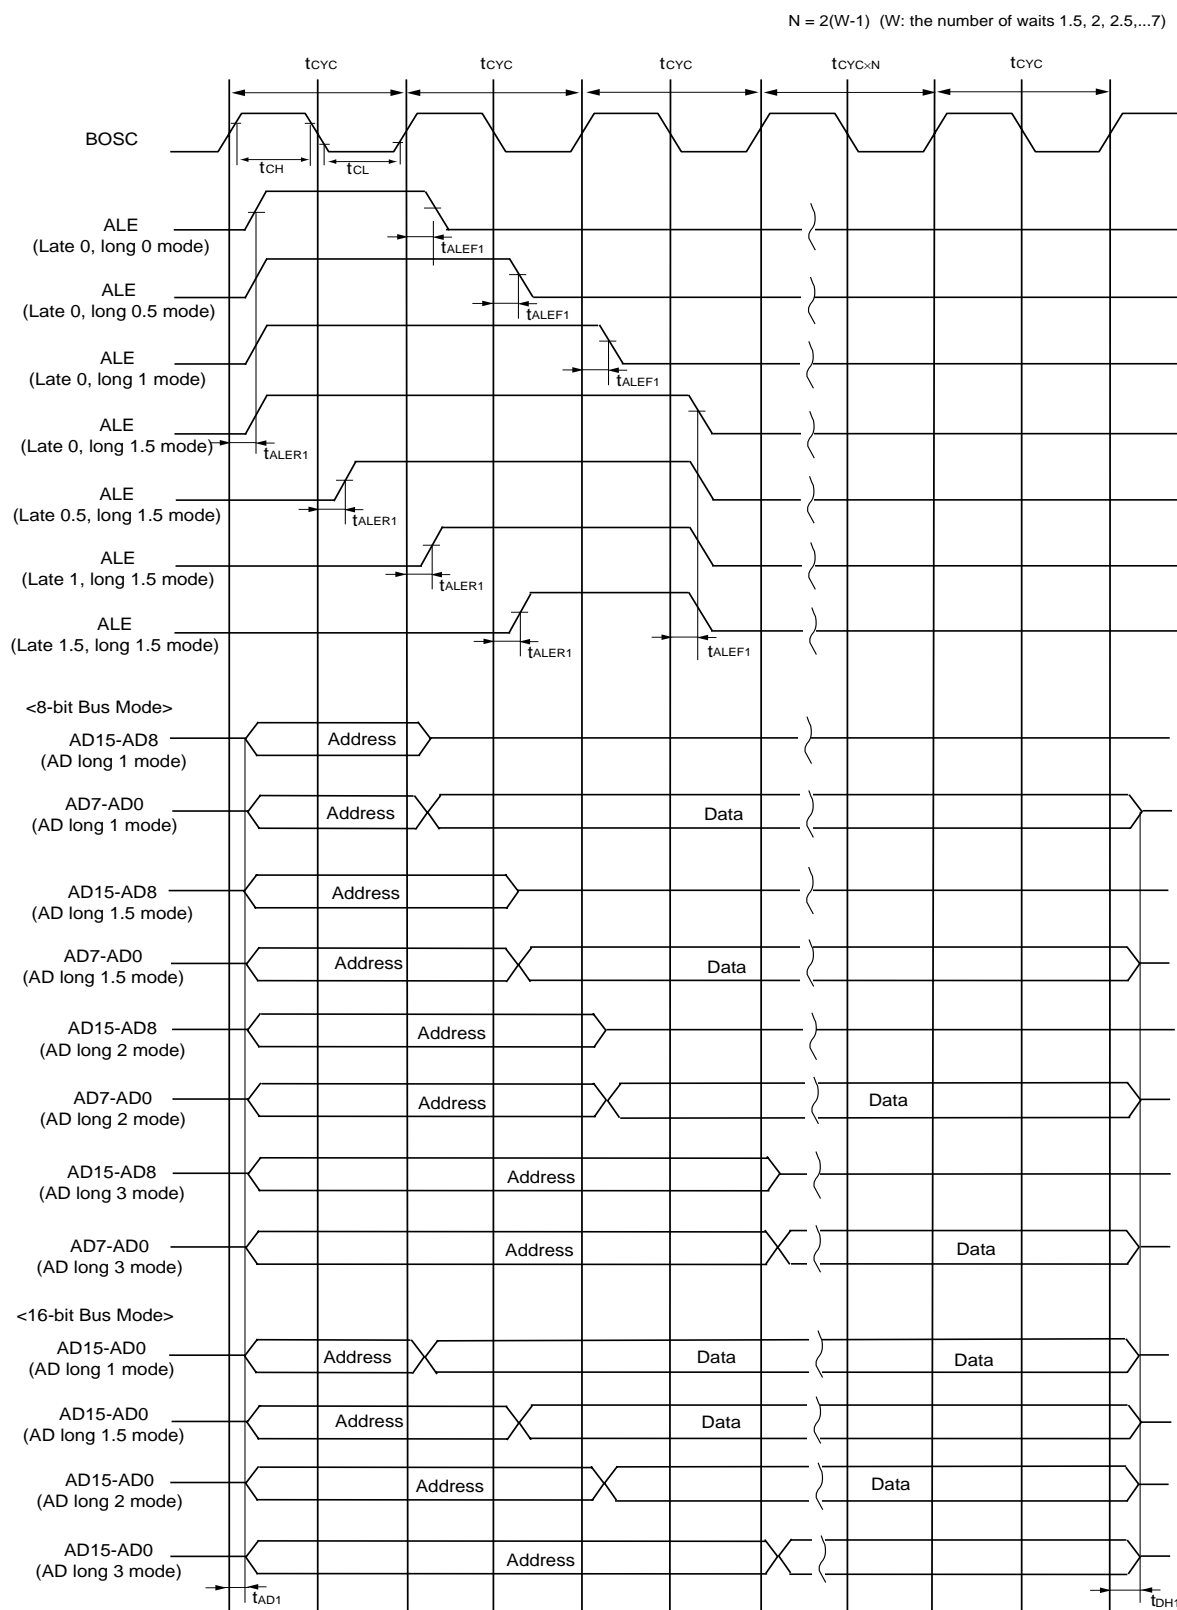 N = 2(W-1)  (W: the number of waits 1.5, 2, 2.5,...7)
tCYC tCYC tCYC tCYC×N tCYC
BOSC
tCH tCL
ALE
(Late 0, long 0 mode)
tALEF1
ALE
(Late 0, long 0.5 mode)
tALEF1
ALE
(Late 0, long 1 mode)
tALEF1
ALE
(Late 0, long 1.5 mode)
tALER1
ALE
(Late 0.5, long 1.5 mode)
tALER1
ALE
(Late 1, long 1.5 mode)
tALER1
ALE
(Late 1.5, long 1.5 mode)
tALER1 tALEF1
<8-bit Bus Mode>
AD15-AD8 Address
(AD long 1 mode)
AD7-AD0 Address Data
(AD long 1 mode)
AD15-AD8 Address
(AD long 1.5 mode)
AD7-AD0 Address Data
(AD long 1.5 mode)
AD15-AD8 Address
(AD long 2 mode)
AD7-AD0 Address Data
(AD long 2 mode)
AD15-AD8 Address
(AD long 3 mode)
AD7-AD0 Address Data
(AD long 3 mode)
<16-bit Bus Mode>
AD15-AD0 Address Data Data
(AD long 1 mode)
AD15-AD0 Address Data
(AD long 1.5 mode)
AD15-AD0 Address Data
(AD long 2 mode)
AD15-AD0 Address
(AD long 3 mode)
tAD1 tDH1